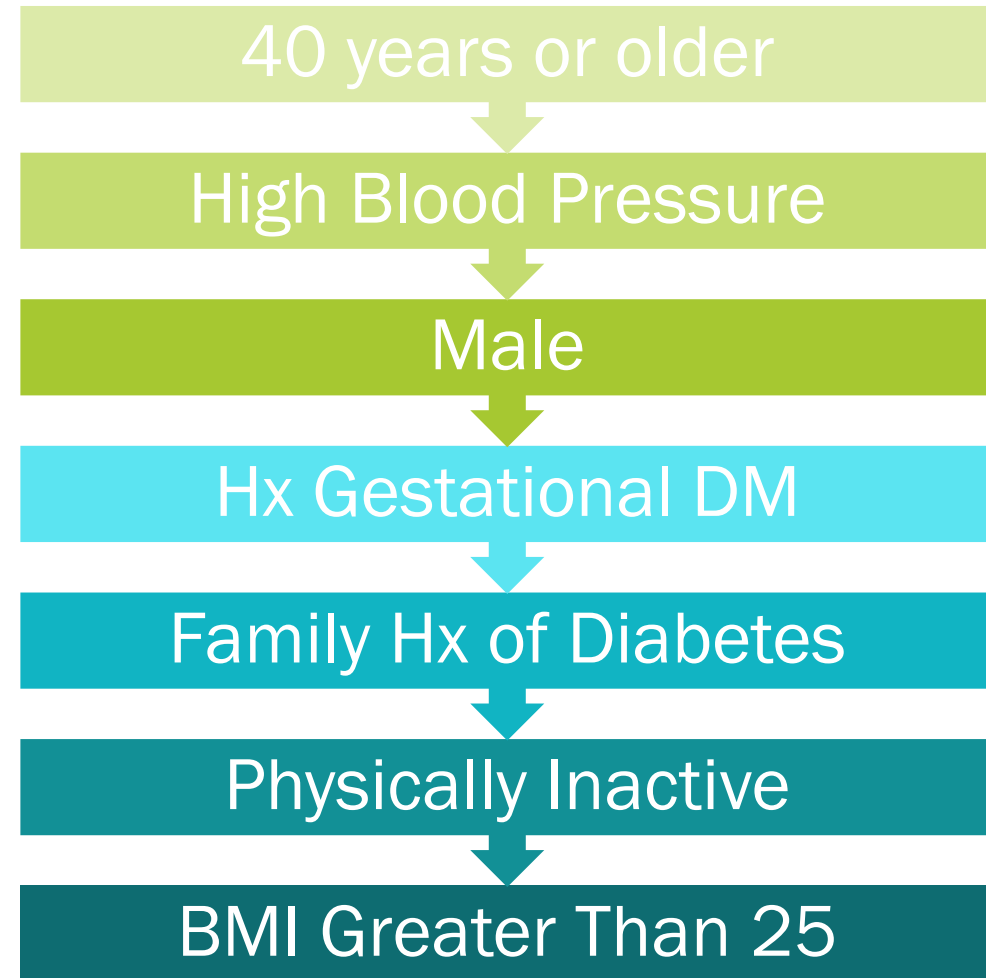 40 years or older
High Blood Pressure
Male
Hx Gestational DM
Family Hx of Diabetes
Physically Inactive
BMI Greater Than 25